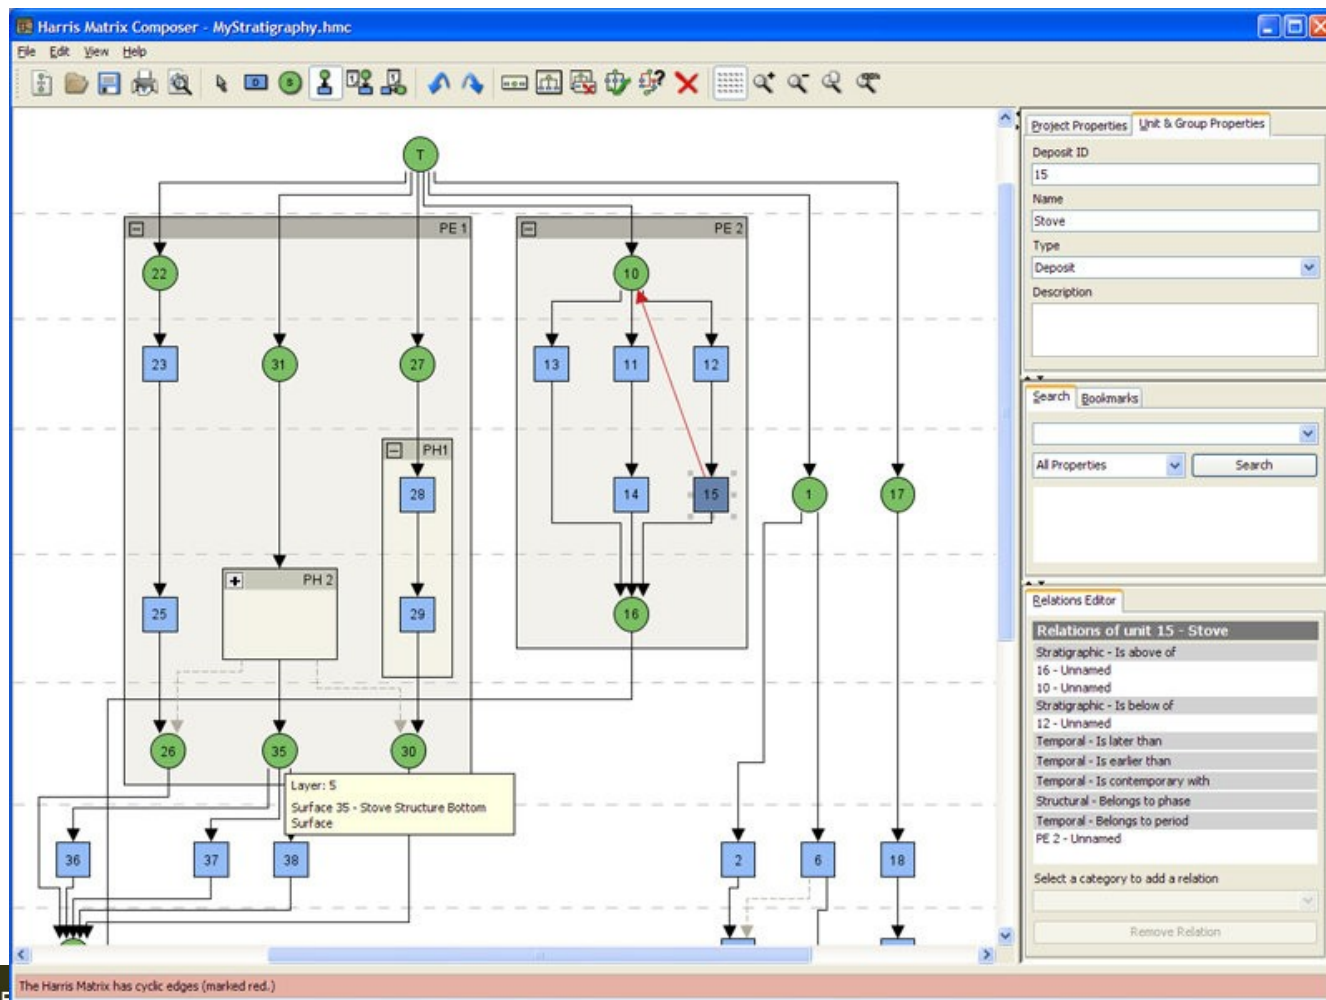 Harris Matrix Composer - MyStratigraphy.hmc
File Edit View Help
D S
T
PE 1 PE 2
22 10
23 31 27 13 11 12
PH1
28 14 15 1 17
PH 2
25 29 16
26 35 30
Layer: 5
Surface 35 - Stove Structure Bottom
Surface
36 37 38 2 6 18
Project Properties Unit & Group Properties
Deposit ID
15
Name
Stove
Type
Deposit
Description
Search Bookmarks
All Properties Search
Relations Editor
Relations of unit 15 - Stove
Stratigraphic - Is above of
16 - Unnamed
10 - Unnamed
Stratigraphic - Is below of
12 - Unnamed
Temporal - Is later than
Temporal - Is earlier than
Temporal - Is contemporary with
Structural - Belongs to phase
Temporal - Belongs to period
PE 2 - Unnamed
Select a category to add a relation
Remove Relation
The Harris Matrix has cyclic edges (marked red.)